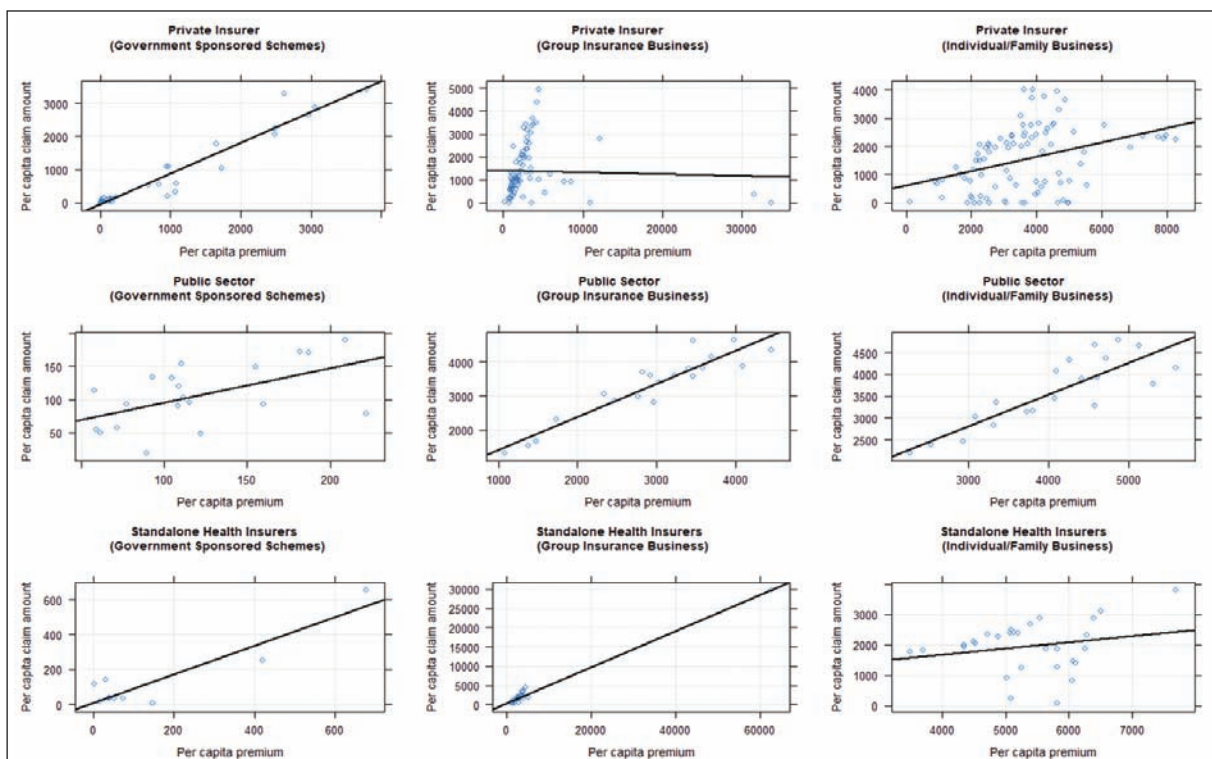 Private Insurer
(Government Sponsored Schemes)
Per capita claim amount
3000
2000
1000
0
0
1000
2000
3000
Per capita premium
Private Insurer
(Group Insurance Business)
Per capita claim amount
5000
4000
3000
2000
1000
0
0
10000
20000
30000
Per capita premium
Private Insurer
(Individual/Family Business)
Per capita claim amount
4000
3000
2000
1000
0
0
2000
4000
6000
8000
Per capita premium
Public Sector
(Government Sponsored Schemes)
Per capita claim amount
150
100
50
100
150
200
Per capita premium
Public Sector
(Group Insurance Business)
Per capita claim amount
4000
3000
2000
1000
2000
3000
4000
Per capita premium
Public Sector
(Individual/Family Business)
Per capita claim amount
4500
4000
3500
3000
2500
3000
4000
5000
Per capita premium
Standalone Health Insurers
(Government Sponsored Schemes)
Per capita claim amount
600
400
200
0
0
200
400
600
Per capita premium
Standalone Health Insurers
(Group Insurance Business)
Per capita claim amount
30000
25000
20000
15000
10000
5000
0
0
20000
40000
60000
Per capita premium
Standalone Health Insurers
(Individual/Family Business)
Per capita claim amount
3000
2000
1000
0
4000
5000
6000
7000
Per capita premium